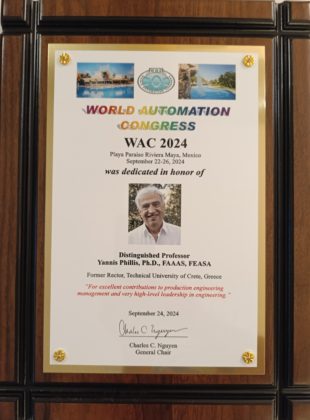 WORLD AUTOMATION
CONGRESS
WAC 2024
Playa Paraiso Riviera Maya, Mexico
September 22-26, 2024
was dedicated in honor of
Distinguished Professor
Yannis Phillis, Ph.D., FAAAS, FEASA
Former Rector, Technical University of Crete, Greece
"For excellent contributions to production engineering
management and very high-level leadership in engineering."
September 24, 2024
Charles C. Nguyen
Charles C. Nguyen
General Chair